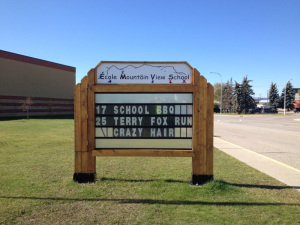 École Mountain View School
17 SCHOOL BBQ
25 TERRY FOX RUN
CRAZY HAIR